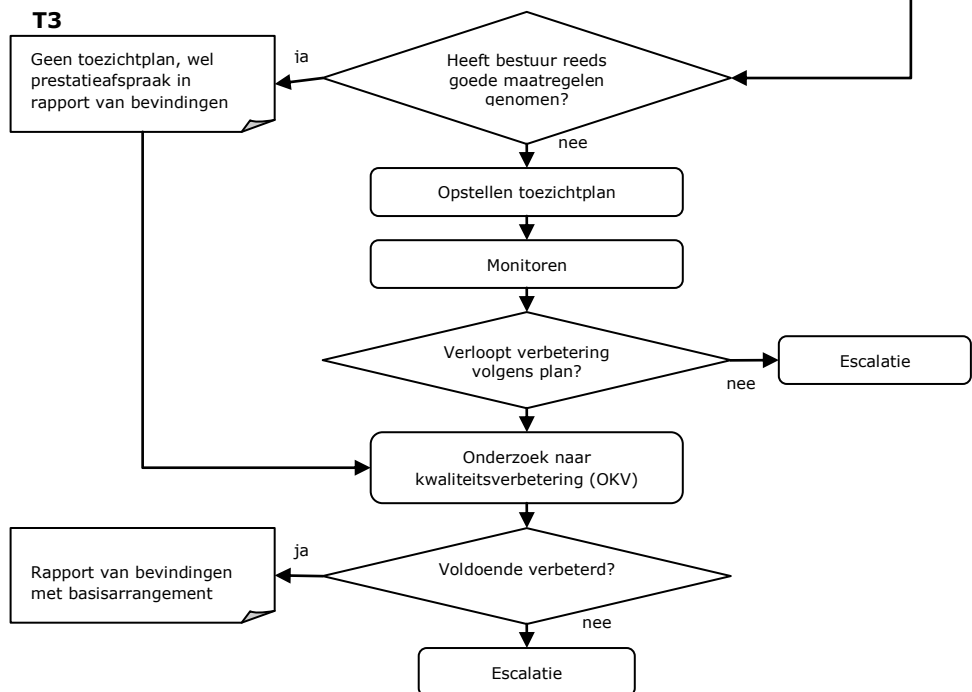 T3
Geen toezichtplan, wel
prestatieafspraak in
rapport van bevindingen
ja
Heeft bestuur reeds
goede maatregelen
genomen?
nee
Opstellen toezichtplan
Monitoren
Verloopt verbetering
volgens plan?
nee
Escalatie
Onderzoek naar
kwaliteitsverbetering (OKV)
Rapport van bevindingen
met basisarrangement
ja
Voldoende verbeterd?
nee
Escalatie